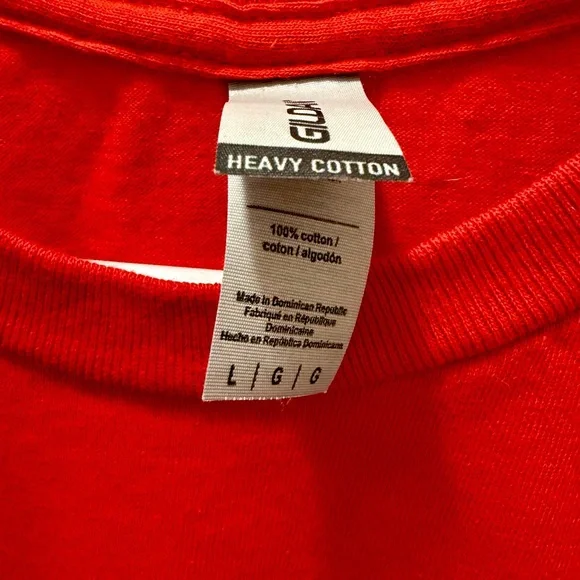 GILDAN
HEAVY COTTON
100% cotton /
coton / algodón
Made in Dominican Republic
Fabriqué en République
Dominicaine
Hecho en República Dominicana
L / G / G